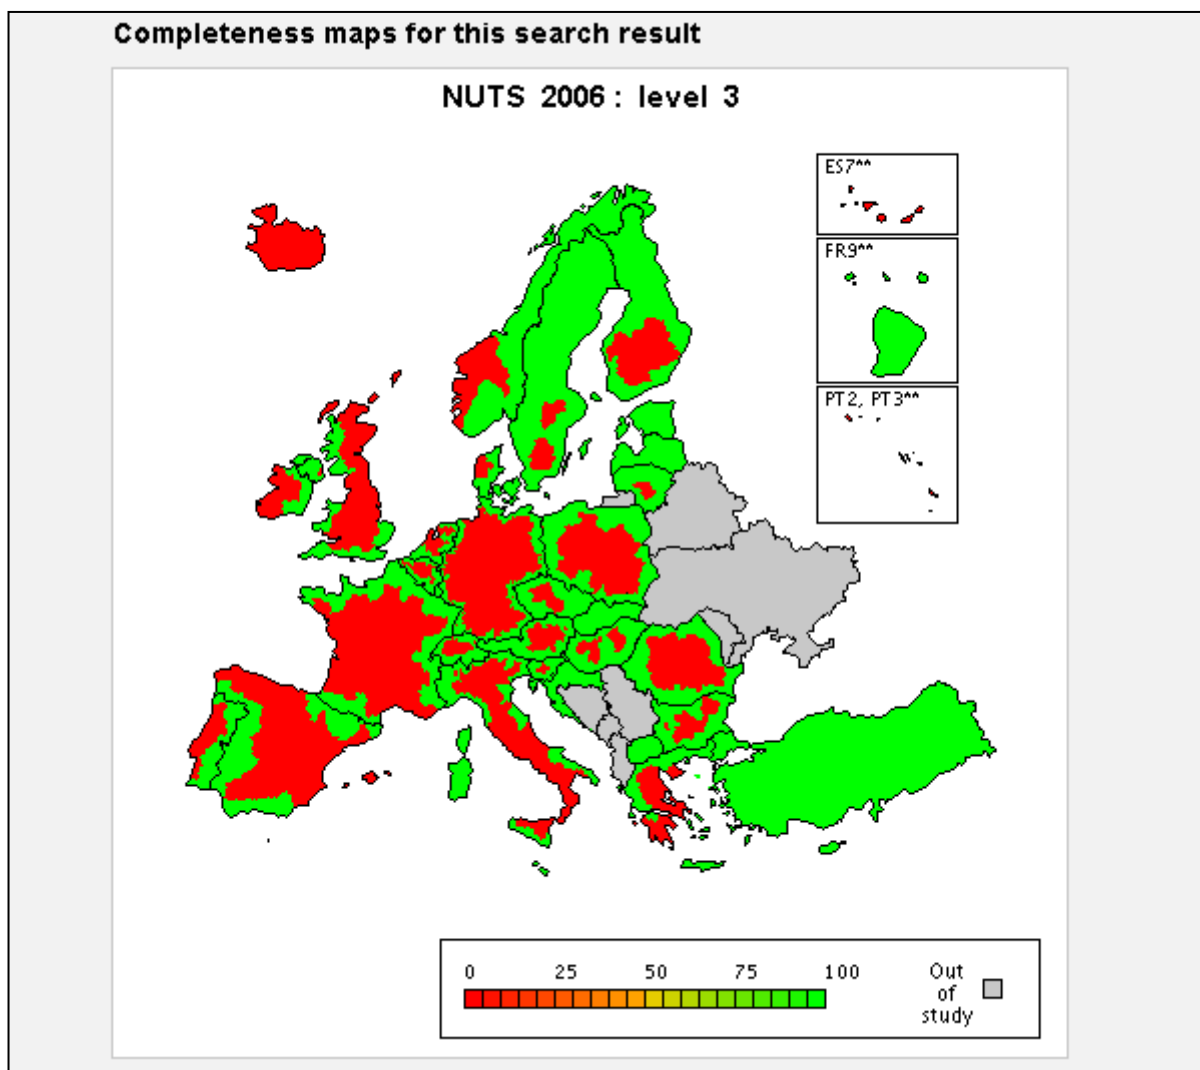 Completeness maps for this search result
NUTS 2006 : level 3
ES7**
FR9**
PT2, PT3**
0 25 50 75 100
Out
of
study